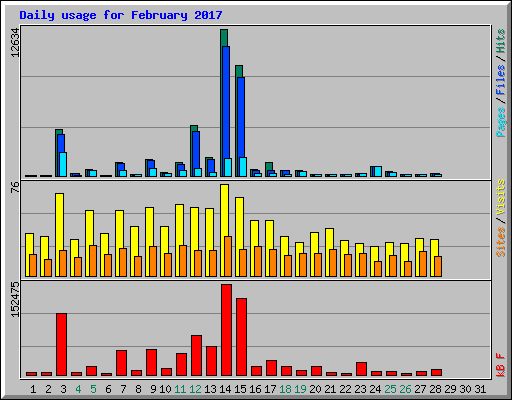 Daily usage for February 2017
12634
Pages / Files / Hits
76
Sites / Visits
152475
kB F
1 2 3 4 5 6 7 8 9 10 11 12 13 14 15 16 17 18 19 20 21 22 23 24 25 26 27 28 29 30 31